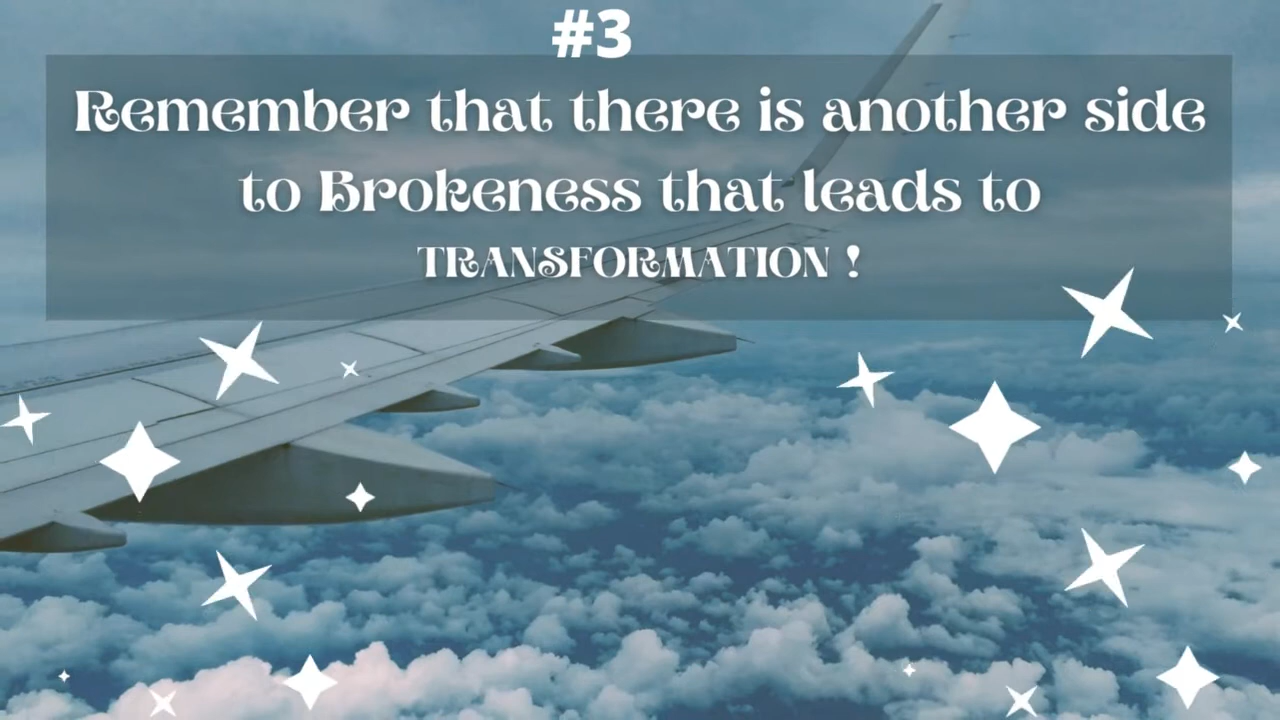 #3
Remember that there is another side
to Brokeness that leads to
TRANSFORMATION !